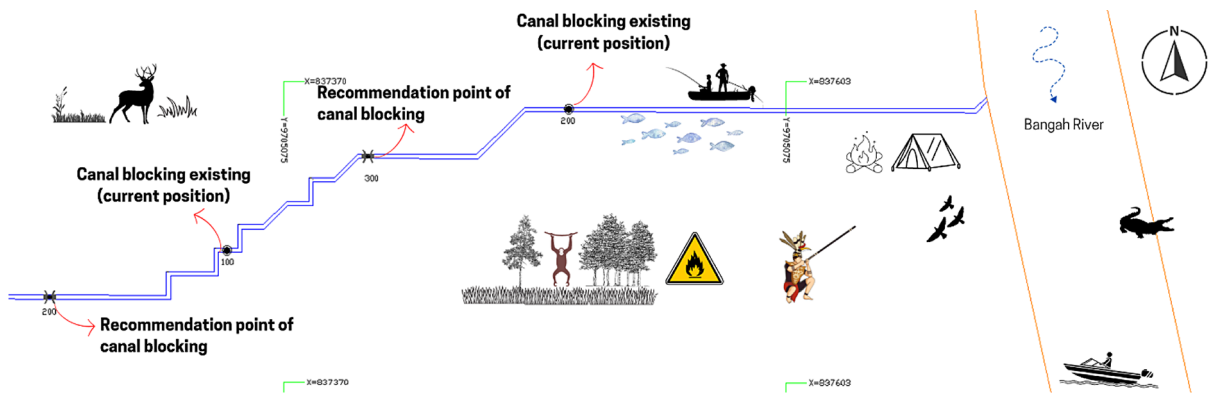 Canal blocking existing
(current position)
N
X=837370
X=837603
Recommendation point of
canal blocking
200
Y=9705075
Y=9705075
Bangah River
300
Canal blocking existing
(current position)
100
200
Recommendation point of
canal blocking
X=837370
X=837603